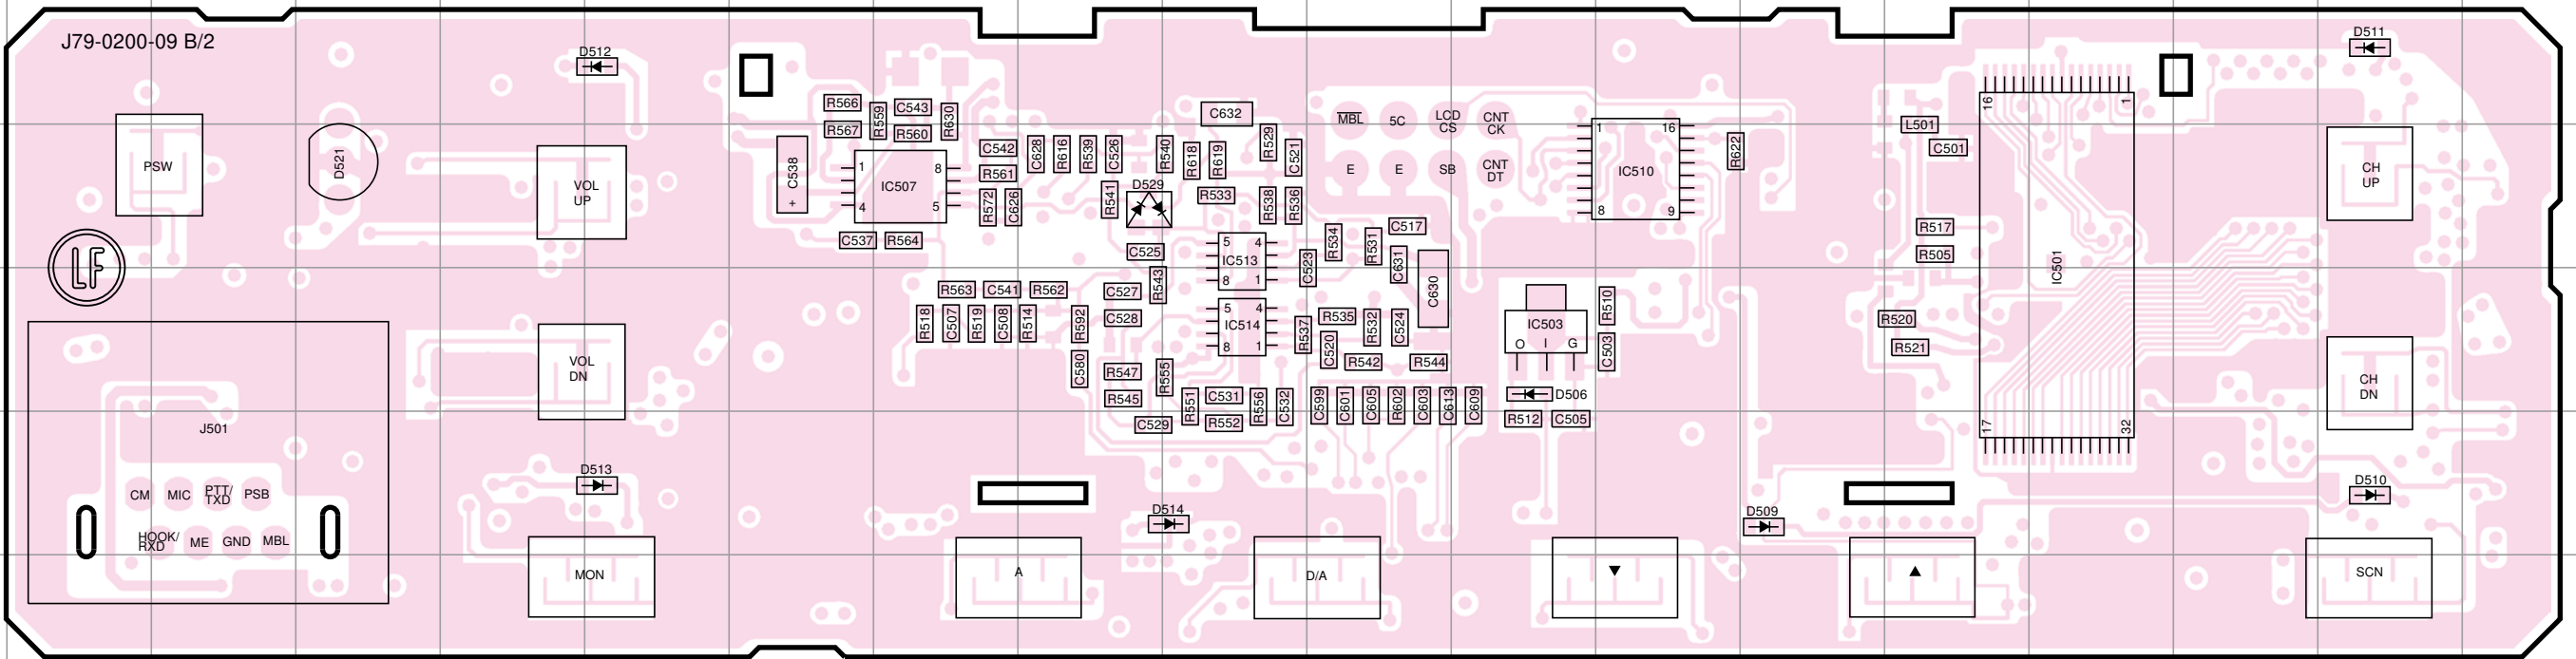 J79-0200-09 B/2
D512
D511
R566
R559
C543
R630
R567
R560
C632
MBL
5C
LCD
CS
CNT
CK
1
16
16
1
L501
C501
PSW
D521
VOL
UP
C538
+
1
8
IC507
4
5
C542
R561
C628
R616
R539
C526
R540
R618
R619
R529
C521
E
E
SB
CNT
DT
IC510
8
9
R622
CH
UP
R572
C626
R541
D529
R533
R538
R536
C537
R564
C525
5
4
IC513
8
1
R534
R531
C517
C631
C630
C523
R517
R505
IC501
LF
R563
C541
R562
C527
R543
R518
C507
R519
C508
R514
R592
C528
5
4
IC514
8
1
R537
R535
C520
R532
C524
R542
R544
IC503
O
I
G
R510
C503
R520
R521
VOL
DN
C580
R547
R545
R555
R551
C531
R556
C532
C529
R552
C599
C601
C605
R602
C603
C613
C609
D506
R512
C505
17
32
CH
DN
J501
CM
MIC
PTT/
TXD
PSB
HOOK/
RXD
ME
GND
MBL
D513
D514
D509
D510
MON
A
D/A
▼
▲
SCN